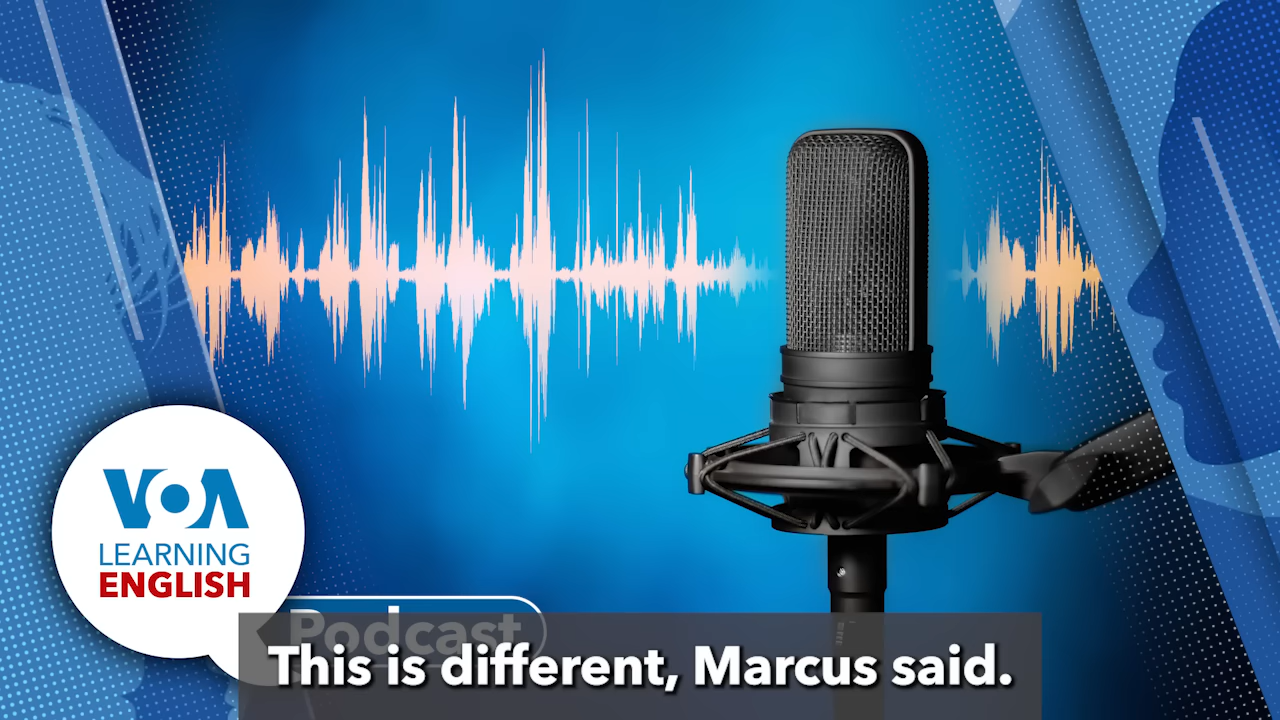 VOA
LEARNING
ENGLISH
Podcast
This is different, Marcus said.